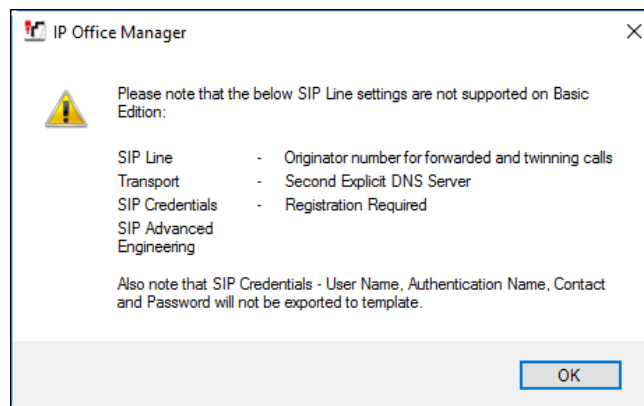 IP Office Manager
Please note that the below SIP Line settings are not supported on Basic
Edition:
SIP Line - Originator number for forwarded and twinning calls
Transport - Second Explicit DNS Server
SIP Credentials - Registration Required
SIP Advanced
Engineering
Also note that SIP Credentials - User Name, Authentication Name, Contact
and Password will not be exported to template.
OK